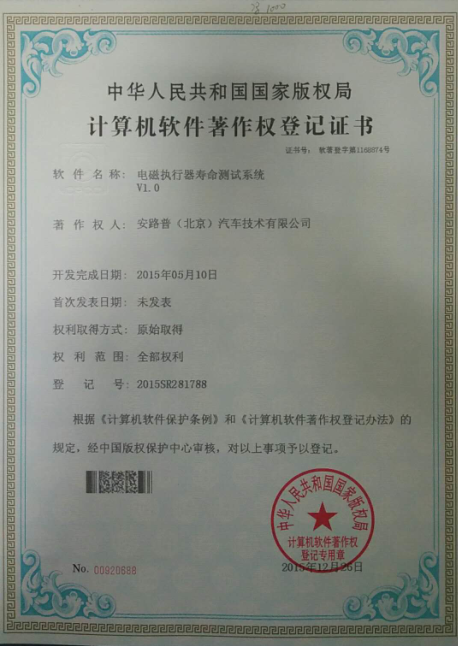 中华人民共和国国家版权局
计算机软件著作权登记证书
证书号: 软著登字第1168874号
软件名称: 电磁执行器寿命测试系统
V1.0
著作权人: 安路普(北京)汽车技术有限公司
开发完成日期: 2015年05月10日
首次发表日期: 未发表
权利取得方式: 原始取得
权利范围: 全部权利
登记号: 2015SR281788
根据《计算机软件保护条例》和《计算机软件著作权登记办法》的
规定,经中国版权保护中心审核,对以上事项予以登记。
中华人民共和国国家版权局
计算机软件著作权
登记专用章
No. 00920688
2015年12月26日